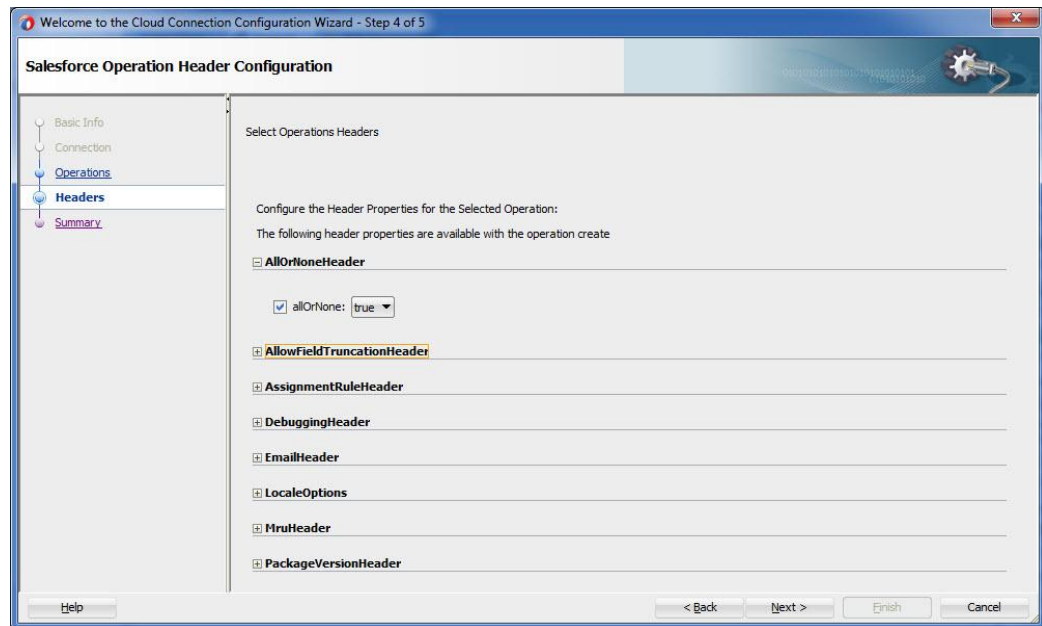 Welcome to the Cloud Connection Configuration Wizard - Step 4 of 5
Salesforce Operation Header Configuration
Basic Info
Connection
Operations
Headers
Summary
Select Operations Headers
Configure the Header Properties for the Selected Operation:
The following header properties are available with the operation create
AllOrNoneHeader
allOrNone: true
AllowFieldTruncationHeader
AssignmentRuleHeader
DebuggingHeader
EmailHeader
LocaleOptions
MruHeader
PackageVersionHeader
Help
< Back Next > Finish Cancel